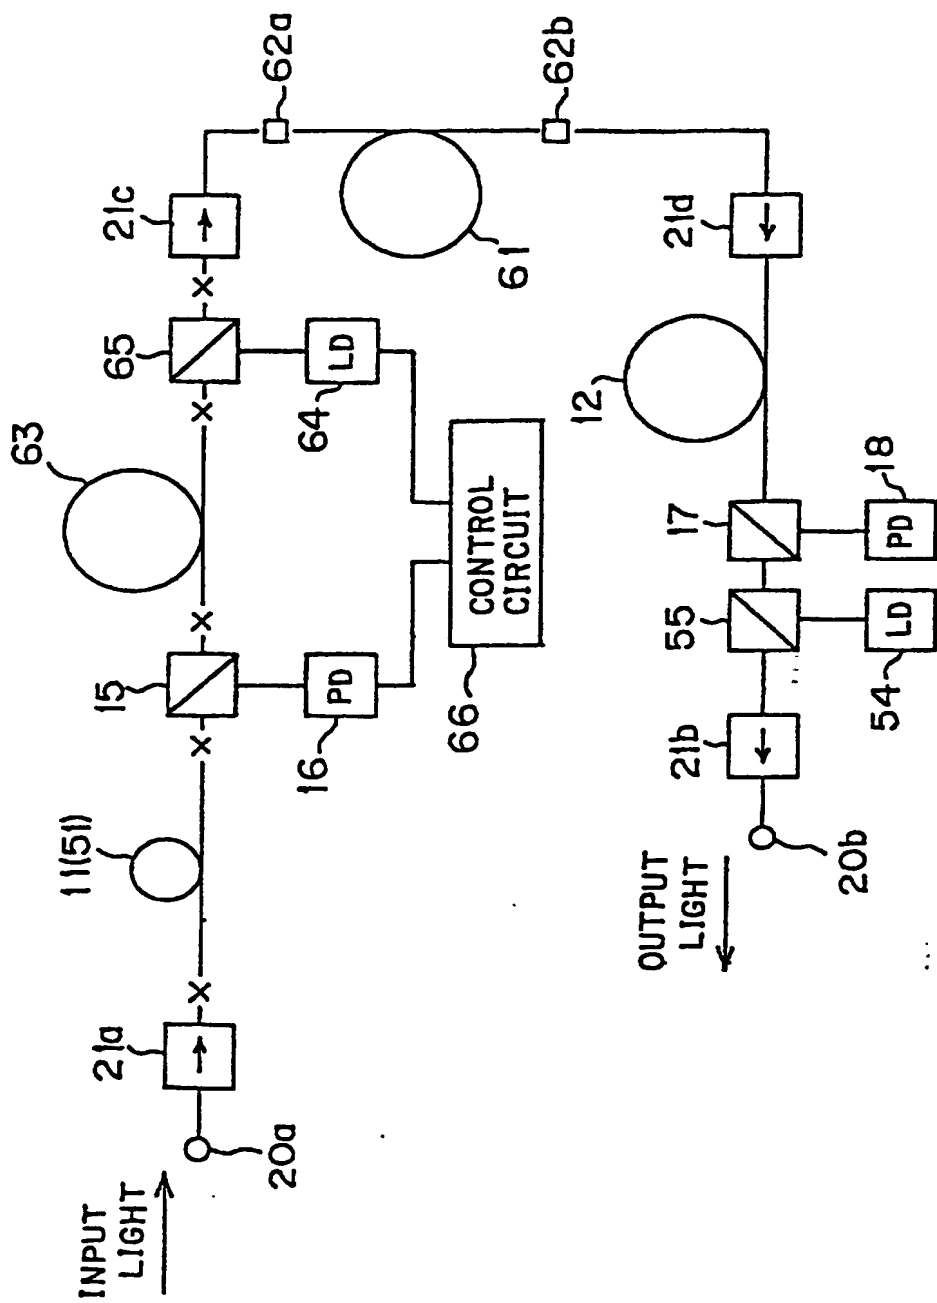 INPUT
LIGHT
20a
21a
11(51)
15
16
PD
63
65
64
LD
66
CONTROL
CIRCUIT
21c
62a
61
62b
21d
12
17
18
PD
55
54
LD
21b
20b
OUTPUT
LIGHT